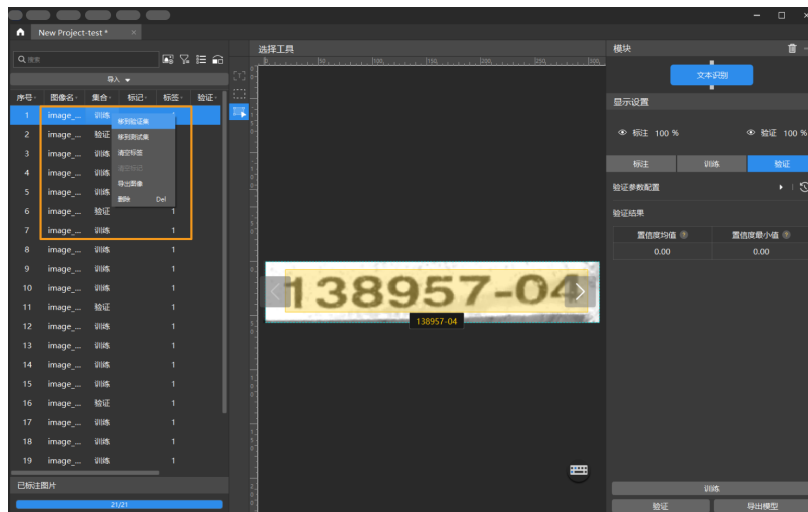 New Project-test *
搜索
导入
序号 图像名 集合 标记 标签 验证
1 image_... 训练 1
2 image_... 验证
3 image_... 训练
4 image_... 训练
5 image_... 训练
6 image_... 验证 1
7 image_... 训练 1
8 image_... 训练 1
9 image_... 训练 1
10 image_... 训练 1
11 image_... 验证 1
12 image_... 训练 1
13 image_... 训练 1
14 image_... 训练 1
15 image_... 训练 1
16 image_... 验证 1
17 image_... 训练 1
18 image_... 训练 1
19 image_... 训练 1
移到验证集
移到测试集
清空标签
清空标记
导出图像
删除 Del
已标注图片
21/21
选择工具
138957-04
138957-04
模块
文本识别
显示设置
标注 100 %
验证 100 %
标注 训练 验证
验证参数配置
验证结果
置信度均值 置信度最小值
0.00 0.00
训练
验证 导出模型